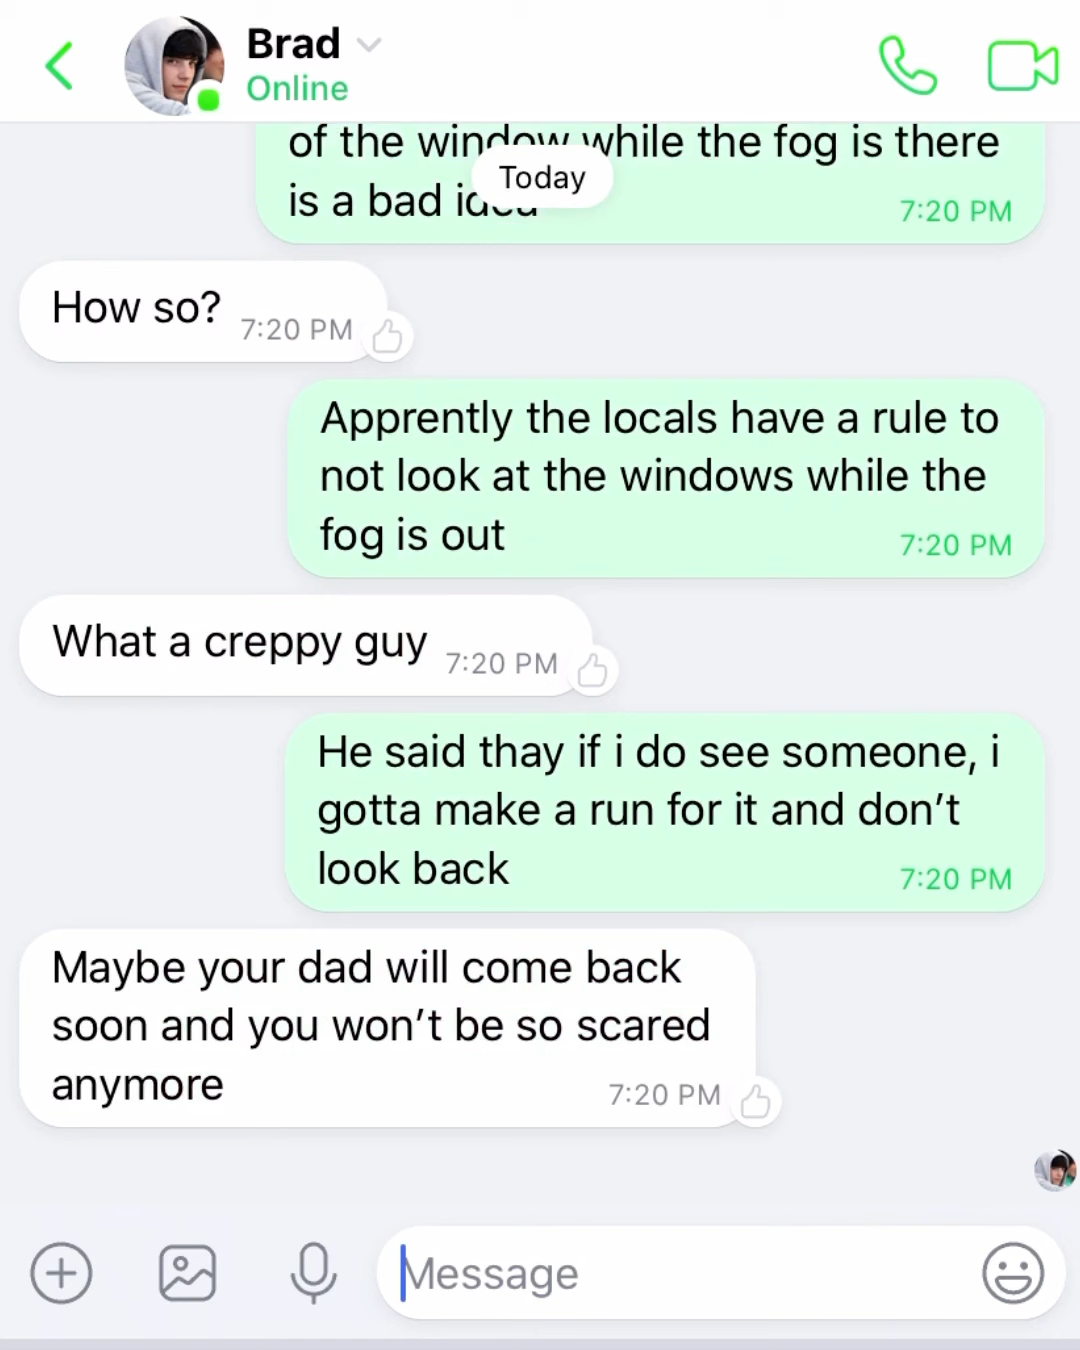 Brad
Online
of the window while the fog is there
Today
is a bad idea
7:20 PM
How so?
7:20 PM
Apprently the locals have a rule to
not look at the windows while the
fog is out
7:20 PM
What a creppy guy
7:20 PM
He said thay if i do see someone, i
gotta make a run for it and don't
look back
7:20 PM
Maybe your dad will come back
soon and you won't be so scared
anymore
7:20 PM
Message